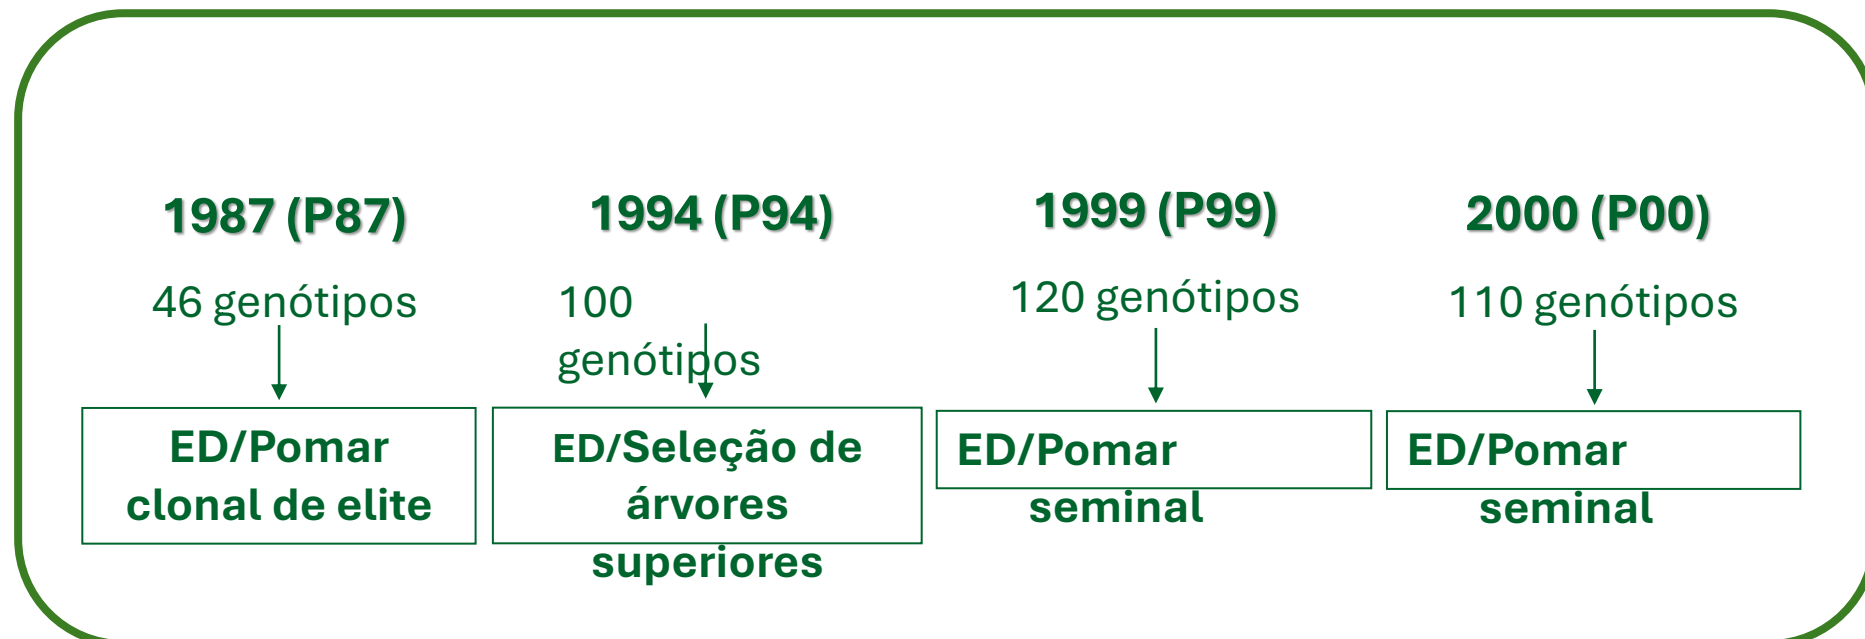 1987 (P87)
46 genótipos
ED/Pomar
clonal de elite
1994 (P94)
100
genótipos
ED/Seleção de
árvores
superiores
1999 (P99)
120 genótipos
ED/Pomar
seminal
2000 (P00)
110 genótipos
ED/Pomar
seminal